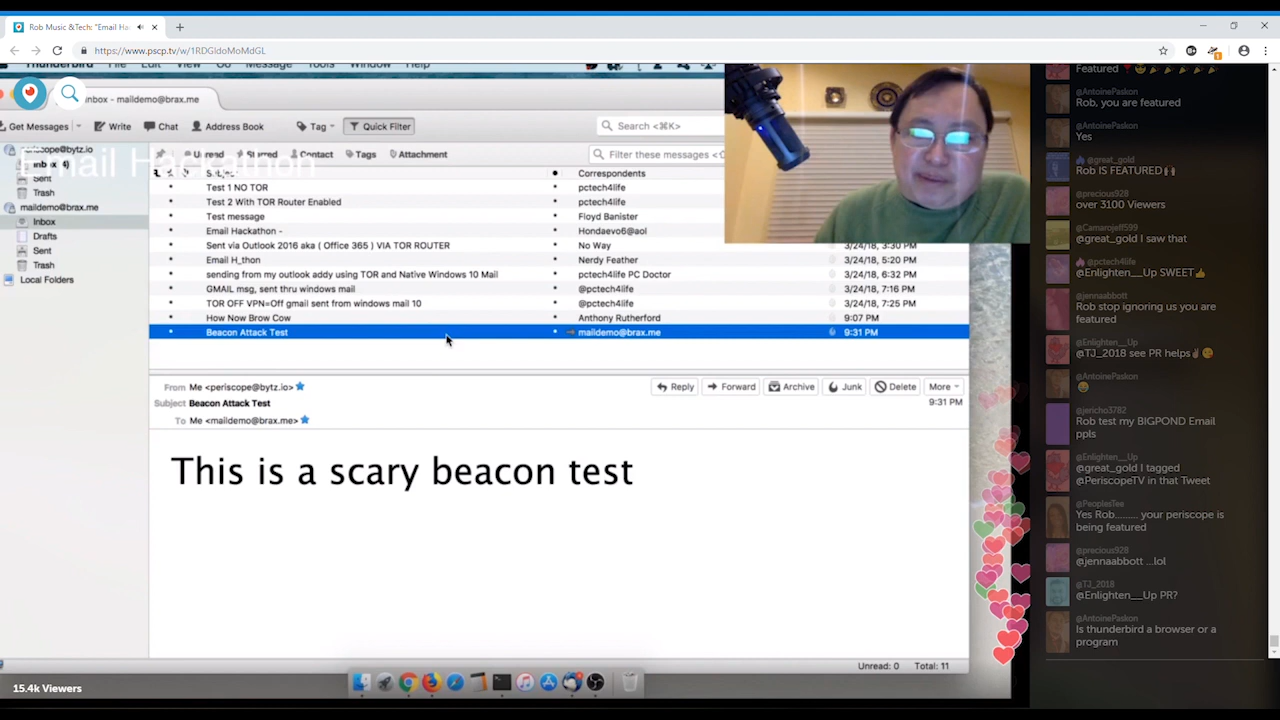 Rob Music &Tech: "Email Ha
https://www.pscp.tv/w/1RDGldoMoMdGL
Thunderbird File Edit View Go Message Tools Window Help
Inbox - maildemo@brax.me
Get Messages Write Chat Address Book Tag Quick Filter Search <⌘K>
Unread Starred Contact Tags Attachment Filter these messages
Email Hackathon
periscope@bytz.io
Inbox (4)
Sent
Trash
maildemo@brax.me
Inbox
Drafts
Sent
Trash
Local Folders
Correspondents
Test 1 NO TOR pctech4life
Test 2 With TOR Router Enabled pctech4life
Test message Floyd Banister
Email Hackathon - Hondaevo6@aol
Sent via Outlook 2016 aka ( Office 365 ) VIA TOR ROUTER No Way 3/24/18, 3:30 PM
Email H_thon Nerdy Feather 3/24/18, 5:20 PM
sending from my outlook addy using TOR and Native Windows 10 Mail pctech4life PC Doctor 3/24/18, 6:32 PM
GMAIL msg, sent thru windows mail @pctech4life 3/24/18, 7:16 PM
TOR OFF VPN=Off gmail sent from windows mail 10 @pctech4life 3/24/18, 7:25 PM
How Now Brow Cow Anthony Rutherford 9:07 PM
Beacon Attack Test maildemo@brax.me 9:31 PM
From Me <periscope@bytz.io> Reply Forward Archive Junk Delete More
Subject Beacon Attack Test 9:31 PM
To Me <maildemo@brax.me>
This is a scary beacon test
Unread: 0 Total: 11
15.4k Viewers
Featured
@AntoinePaskon
Rob, you are featured
@AntoinePaskon
Yes
@great_gold
Rob IS FEATURED
@precious928
over 3100 Viewers
@Camarojeff599
@great_gold I saw that
@pctech4life
@Enlighten__Up SWEET
@jennaabbott
Rob stop ignoring us you are
featured
@Enlighten__Up
@TJ_2018 see PR helps
@AntoinePaskon
@jericho3782
Rob test my BIGPOND Email
ppls
@Enlighten__Up
@great_gold I tagged
@PeriscopeTV in that Tweet
@PeoplesTee
Yes Rob......... your periscope is
being featured
@precious928
@jennaabbott ...lol
@TJ_2018
@Enlighten__Up PR?
@AntoinePaskon
Is thunderbird a browser or a
program